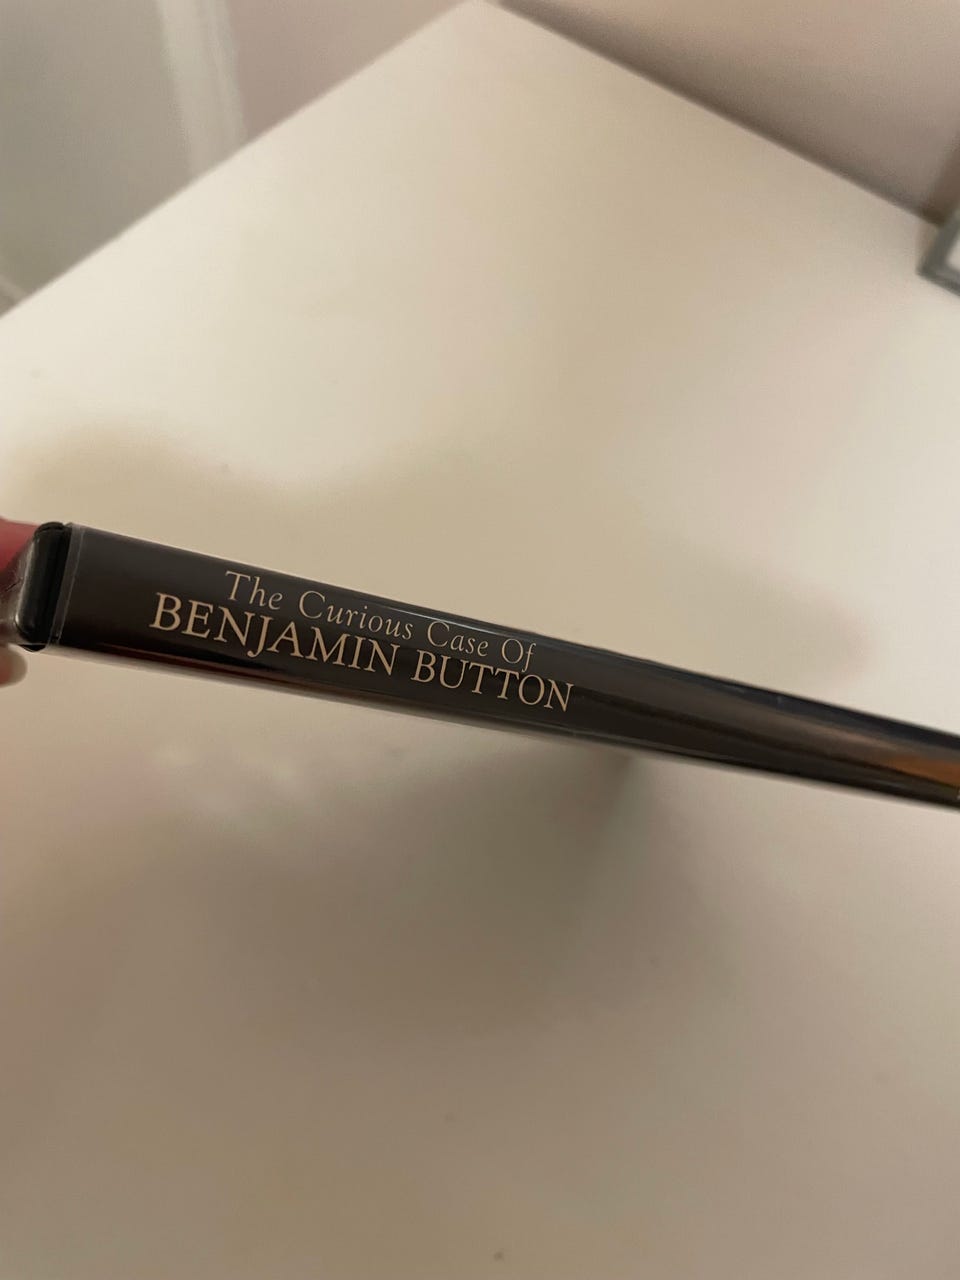 The Curious Case Of
BENJAMIN BUTTON